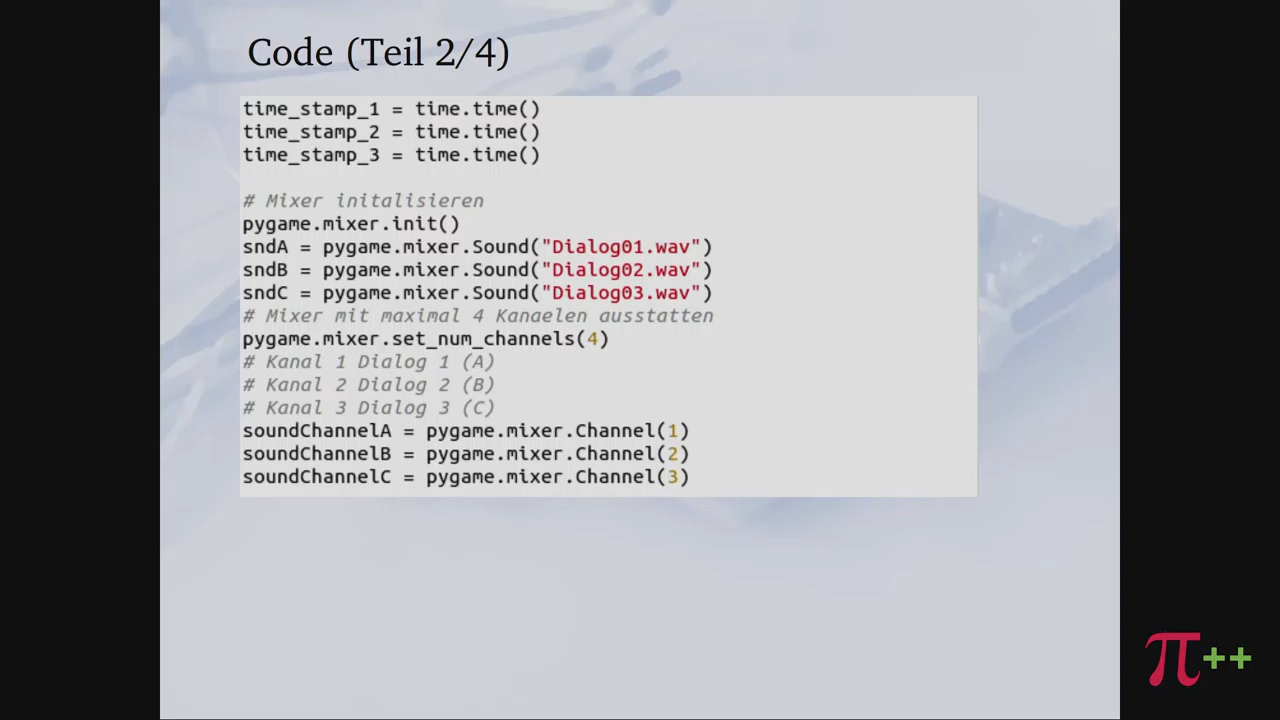 Code (Teil 2/4)
time_stamp_1 = time.time()
time_stamp_2 = time.time()
time_stamp_3 = time.time()
# Mixer initalisieren
pygame.mixer.init()
sndA = pygame.mixer.Sound("Dialog01.wav")
sndB = pygame.mixer.Sound("Dialog02.wav")
sndC = pygame.mixer.Sound("Dialog03.wav")
# Mixer mit maximal 4 Kanaelen ausstatten
pygame.mixer.set_num_channels(4)
# Kanal 1 Dialog 1 (A)
# Kanal 2 Dialog 2 (B)
# Kanal 3 Dialog 3 (C)
soundChannelA = pygame.mixer.Channel(1)
soundChannelB = pygame.mixer.Channel(2)
soundChannelC = pygame.mixer.Channel(3)
π++